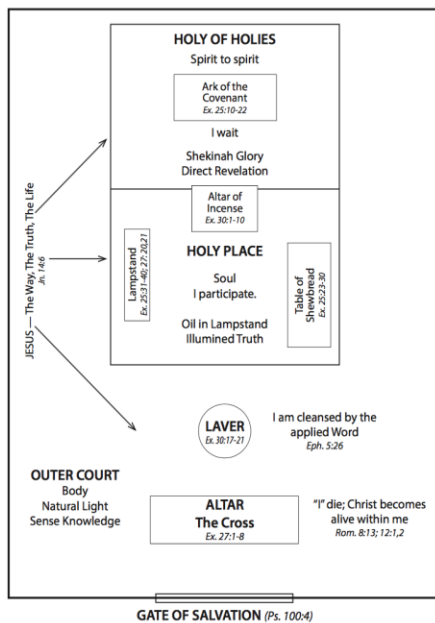 HOLY OF HOLIES
Spirit to spirit
Ark of the
Covenant
Ex. 25:10-22
I wait
Shekinah Glory
Direct Revelation
Altar of
Incense
Ex. 30:1-10
JESUS — The Way, The Truth, The Life
Jn. 14:6
Lampstand
Ex. 25:31-40; 27: 20,21
HOLY PLACE
Soul
I participate.
Oil in Lampstand
Illumined Truth
Table of
Shewbread
Ex. 25:23-30
LAVER
Ex. 30:17-21
I am cleansed by the
applied Word
Eph. 5:26
OUTER COURT
Body
Natural Light
Sense Knowledge
ALTAR
The Cross
Ex. 27:1-8
"I" die; Christ becomes
alive within me
Rom. 8:13; 12:1,2
GATE OF SALVATION (Ps. 100:4)